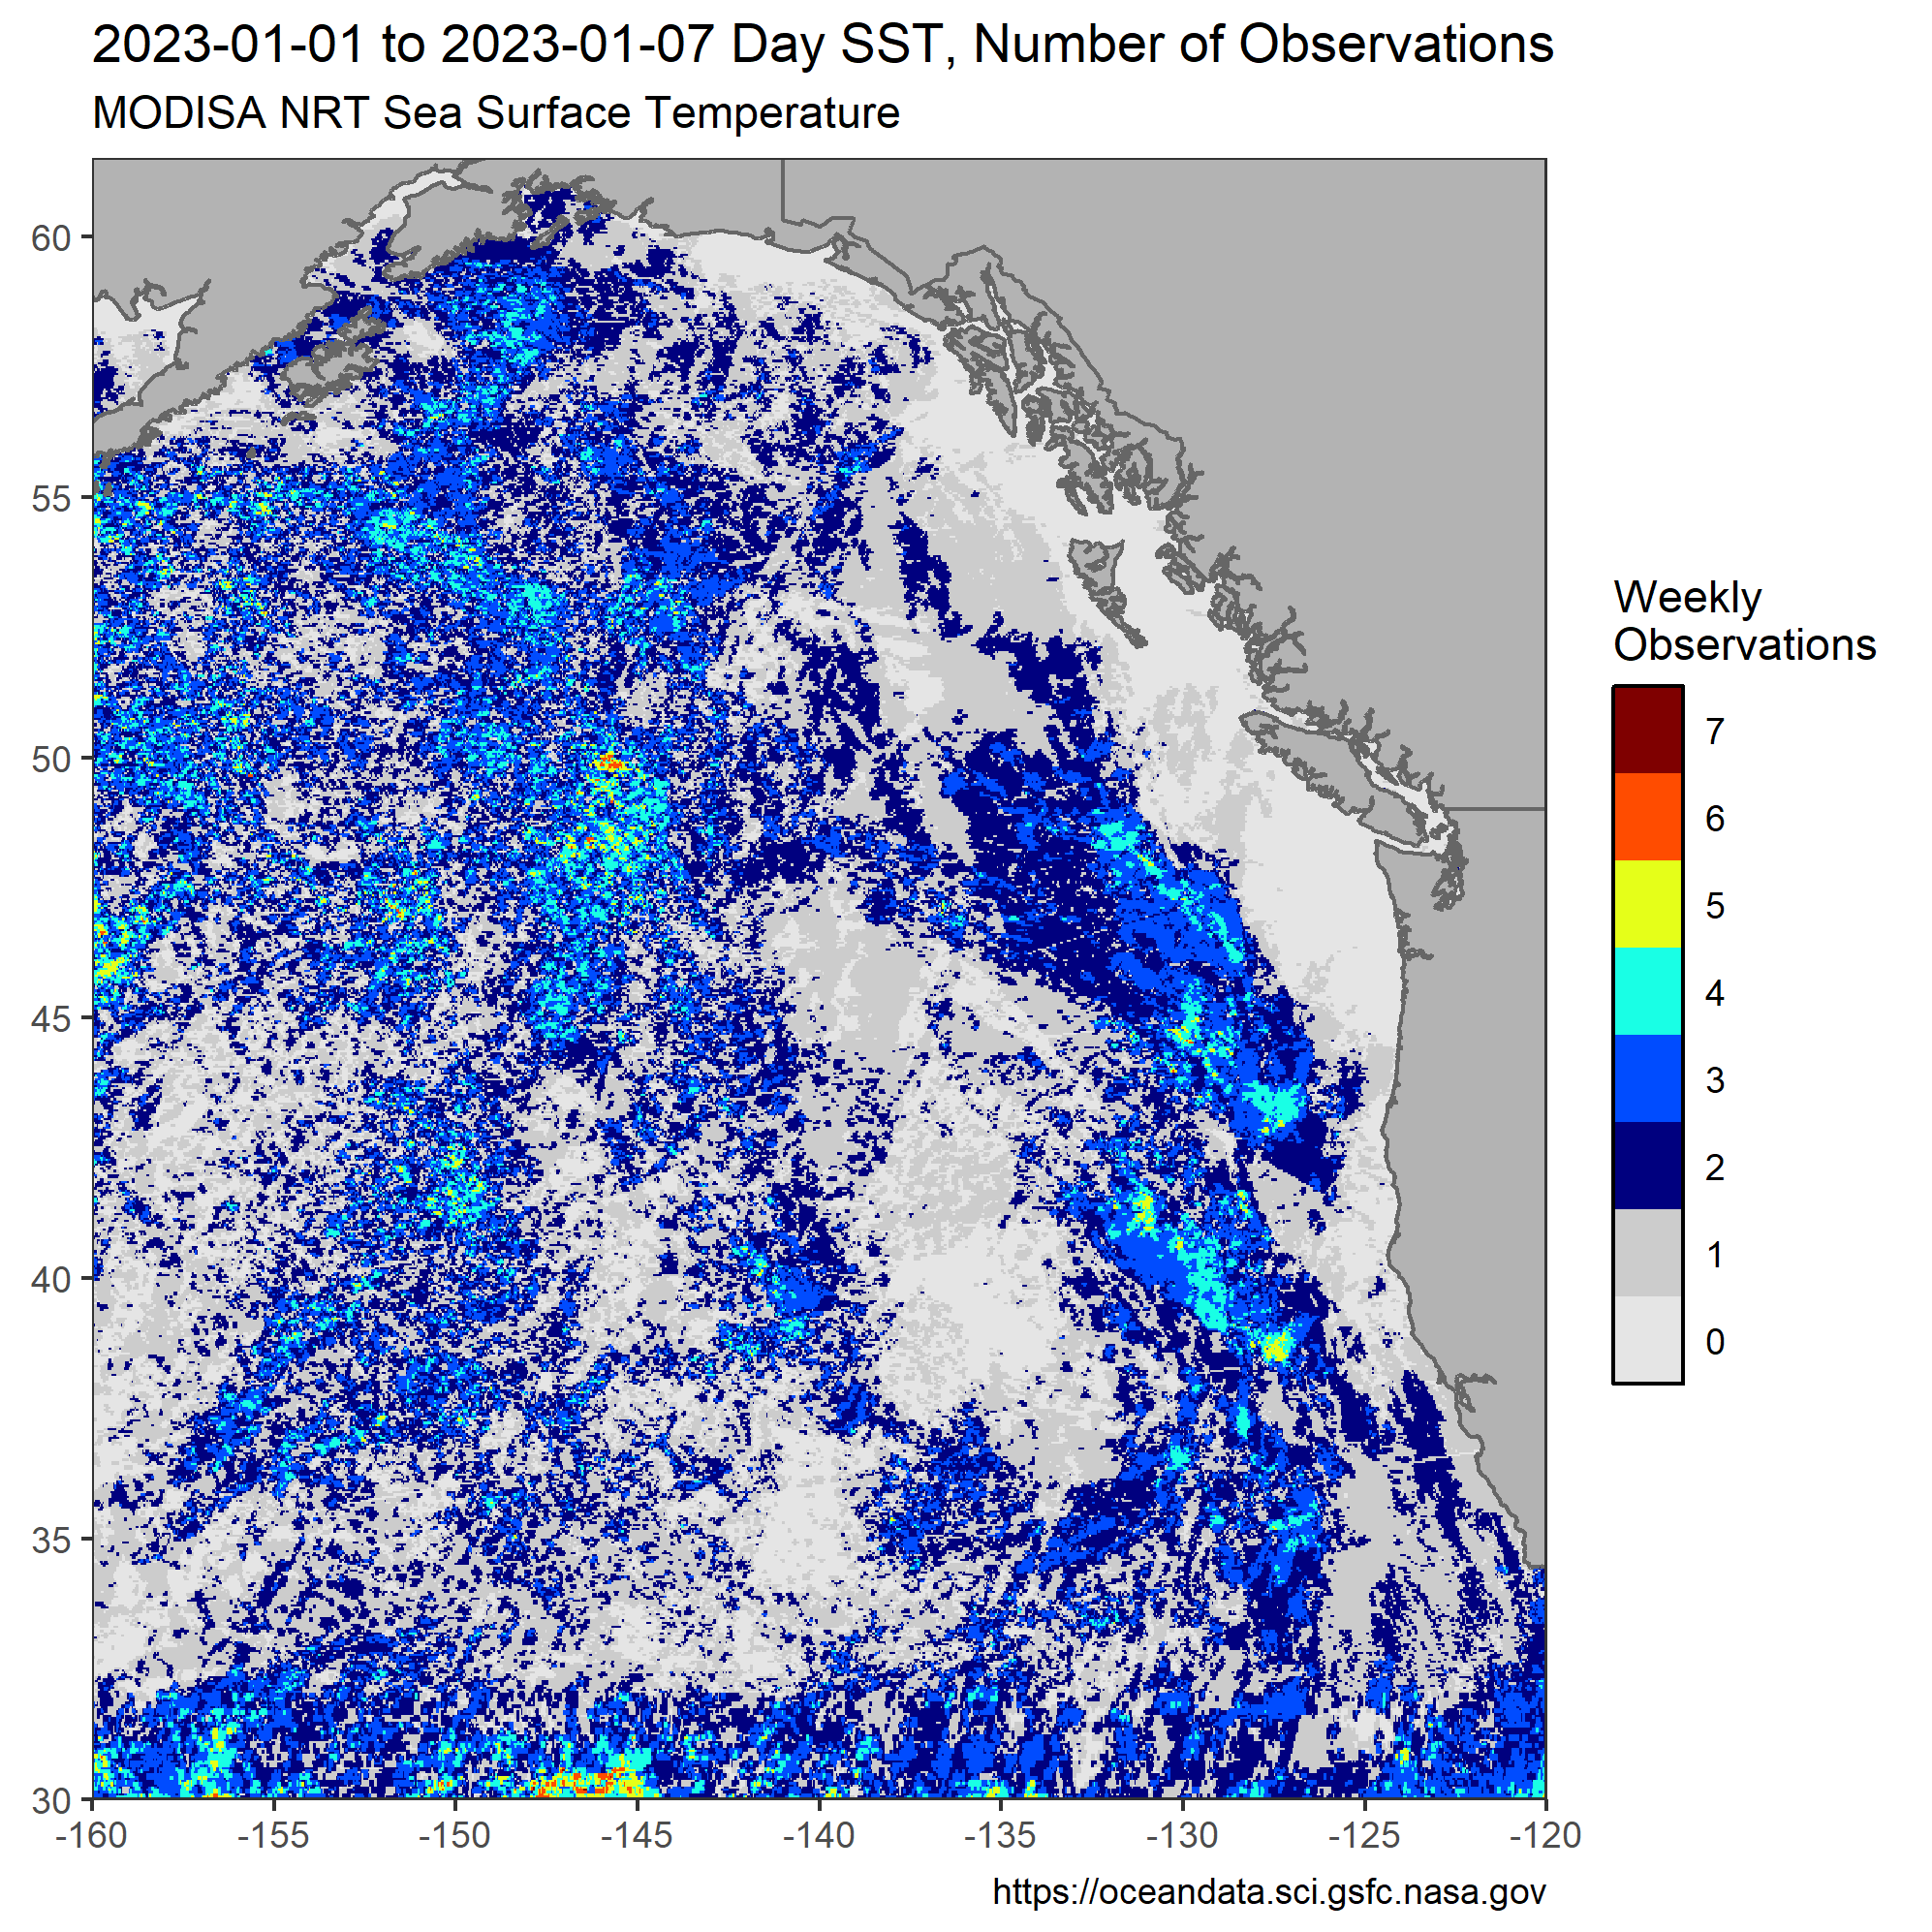 2023-01-01 to 2023-01-07 Day SST, Number of Observations
MODISA NRT Sea Surface Temperature
60
55
50
45
40
35
30
-160 -155 -150 -145 -140 -135 -130 -125 -120
Weekly
Observations
7
6
5
4
3
2
1
0
https://oceandata.sci.gsfc.nasa.gov